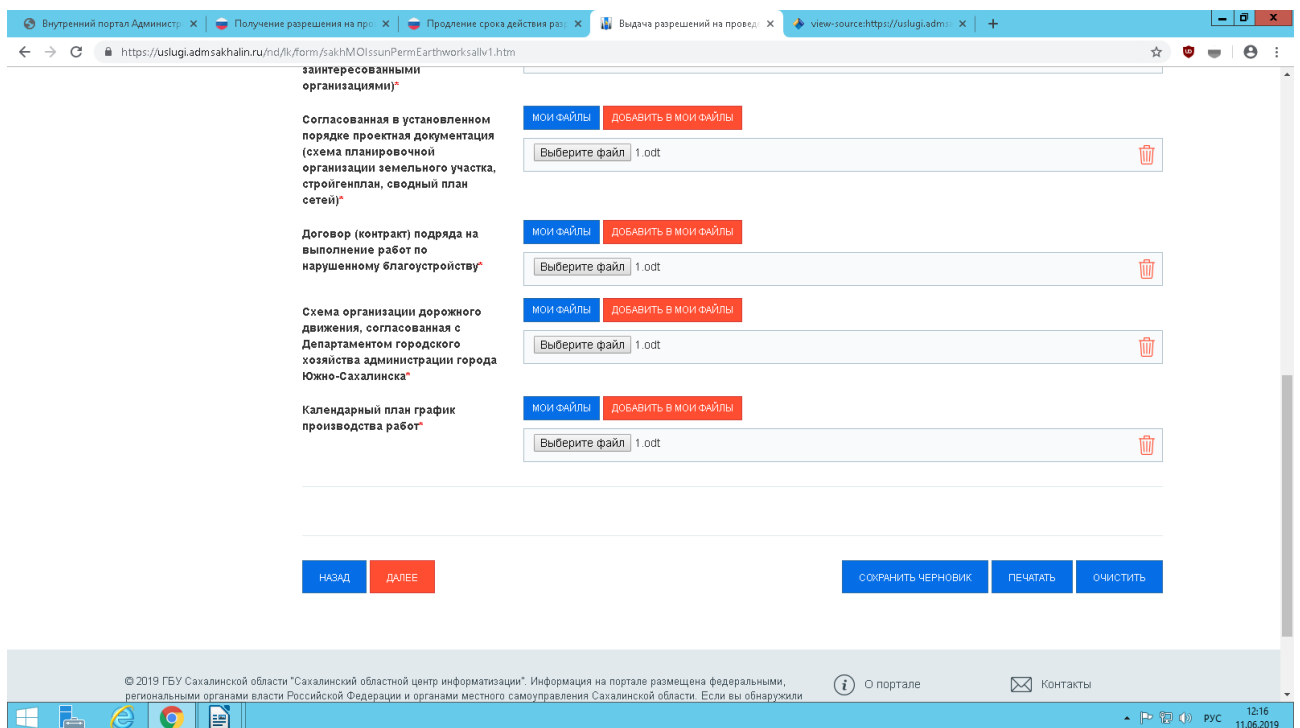 Внутренний портал Администр
Получение разрешения на про
Продление срока действия раз
Выдача разрешений на провед
view-source:https://uslugi.adms
https://uslugi.admsakhalin.ru/nd/lk/form/sakhMOIssunPermEarthworksallv1.htm
заинтересованными
организациями)*
Согласованная в установленном
порядке проектная документация
(схема планировочной
организации земельного участка,
стройгенплан, сводный план
сетей)*
МОИ ФАЙЛЫ ДОБАВИТЬ В МОИ ФАЙЛЫ
Выберите файл 1.odt
Договор (контракт) подряда на
выполнение работ по
нарушенному благоустройству*
МОИ ФАЙЛЫ ДОБАВИТЬ В МОИ ФАЙЛЫ
Выберите файл 1.odt
Схема организации дорожного
движения, согласованная с
Департаментом городского
хозяйства администрации города
Южно-Сахалинска*
МОИ ФАЙЛЫ ДОБАВИТЬ В МОИ ФАЙЛЫ
Выберите файл 1.odt
Календарный план график
производства работ*
МОИ ФАЙЛЫ ДОБАВИТЬ В МОИ ФАЙЛЫ
Выберите файл 1.odt
НАЗАД ДАЛЕЕ СОХРАНИТЬ ЧЕРНОВИК ПЕЧАТАТЬ ОЧИСТИТЬ
© 2019 ГБУ Сахалинской области "Сахалинский областной центр информатизации". Информация на портале размещена федеральными,
региональными органами власти Российской Федерации и органами местного самоуправления Сахалинской области. Если вы обнаружили
О портале
Контакты
РУС
12:16
11.06.2019